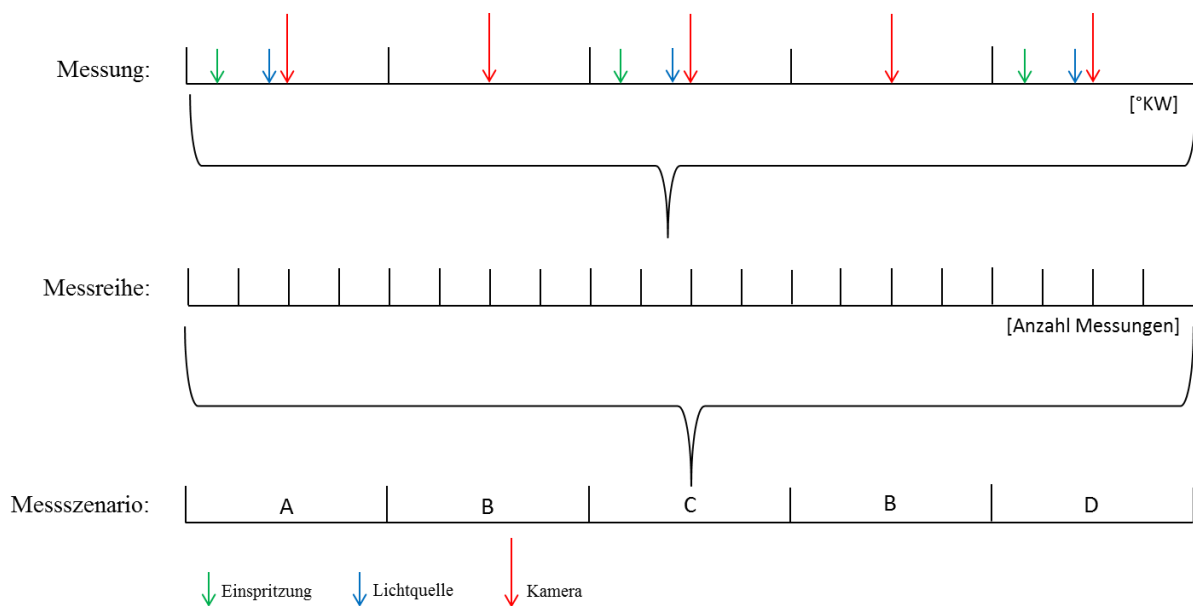 Messung:
[°KW]
Messreihe:
[Anzahl Messungen]
Messszenario:
A B C B D
Einspritzung Lichtquelle Kamera